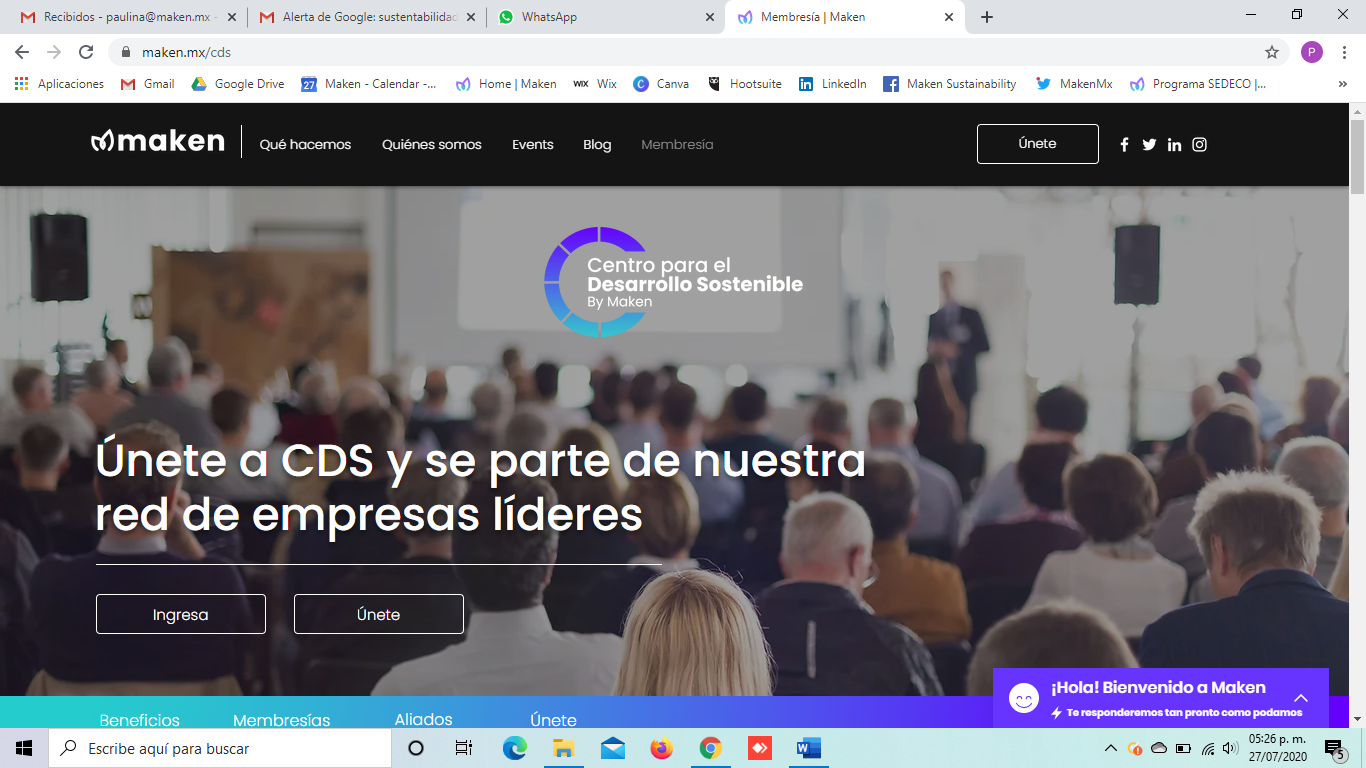 Recibidos - paulina@maken.mx -
Alerta de Google: sustentabilidad
WhatsApp
Membresía | Maken
maken.mx/cds
P
Aplicaciones
Gmail
Google Drive
27
Maken - Calendar -...
Home | Maken
WIX
Wix
Canva
Hootsuite
LinkedIn
Maken Sustainability
MakenMx
Programa SEDECO |...
»
maken
Qué hacemos
Quiénes somos
Events
Blog
Membresía
Únete
Centro para el
Desarrollo Sostenible
By Maken
Únete a CDS y se parte de nuestra
red de empresas líderes
Ingresa
Únete
¡Hola! Bienvenido a Maken
Te responderemos tan pronto como podamos
Beneficios
Membresías
Aliados
Únete
Escribe aquí para buscar
05:26 p. m.
27/07/2020
5